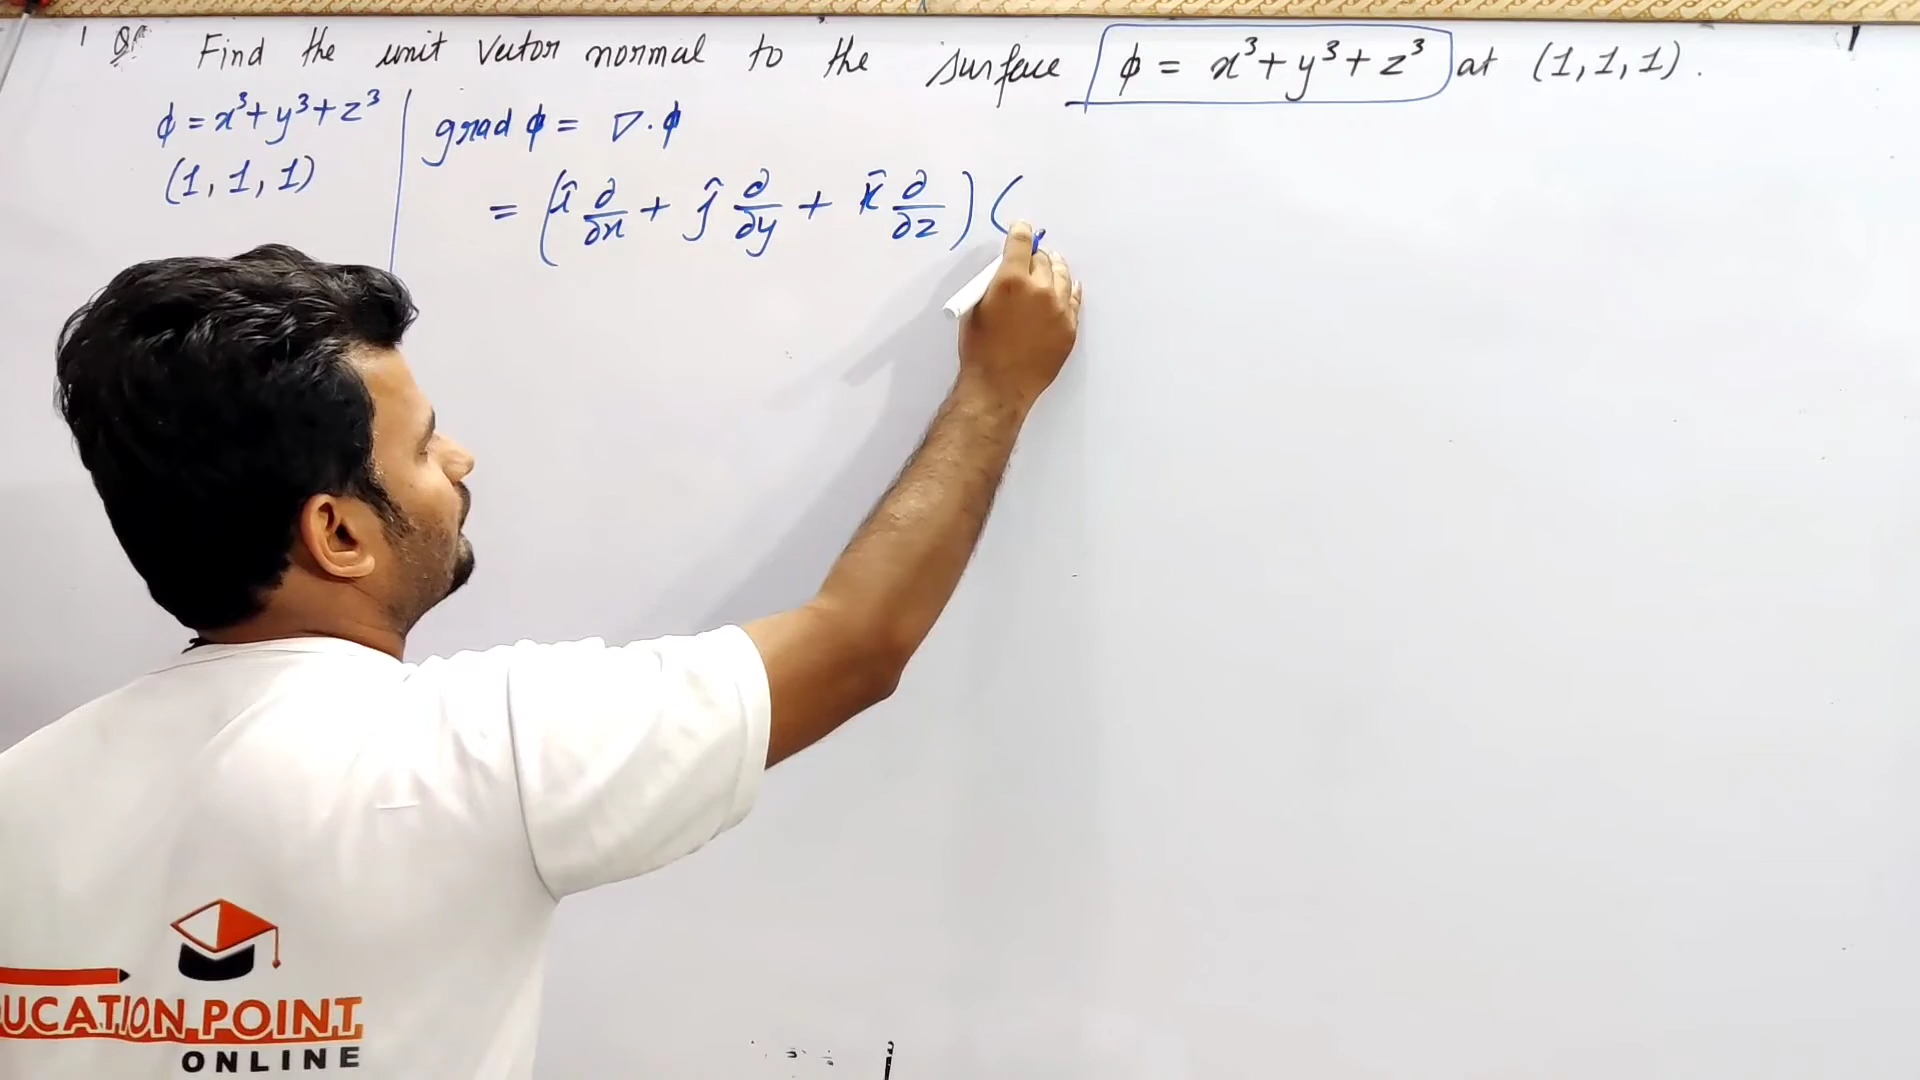 Q. Find the unit vector normal to the surface ϕ = x³+y³+z³ at (1,1,1).
ϕ = x³+y³+z³
(1,1,1)
grad ϕ = ∇.ϕ
= (î ∂/∂x + ĵ ∂/∂y + k̂ ∂/∂z) (
UCATION POINT
ONLINE